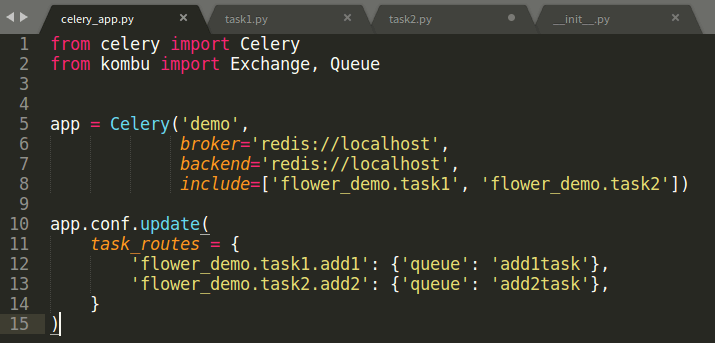 celery_app.py × task1.py × task2.py __init__.py ×
1 from celery import Celery
2 from kombu import Exchange, Queue
3
4
5 app = Celery('demo',
6 broker='redis://localhost',
7 backend='redis://localhost',
8 include=['flower_demo.task1', 'flower_demo.task2'])
9
10 app.conf.update(
11 task_routes = {
12 'flower_demo.task1.add1': {'queue': 'add1task'},
13 'flower_demo.task2.add2': {'queue': 'add2task'},
14 }
15 )